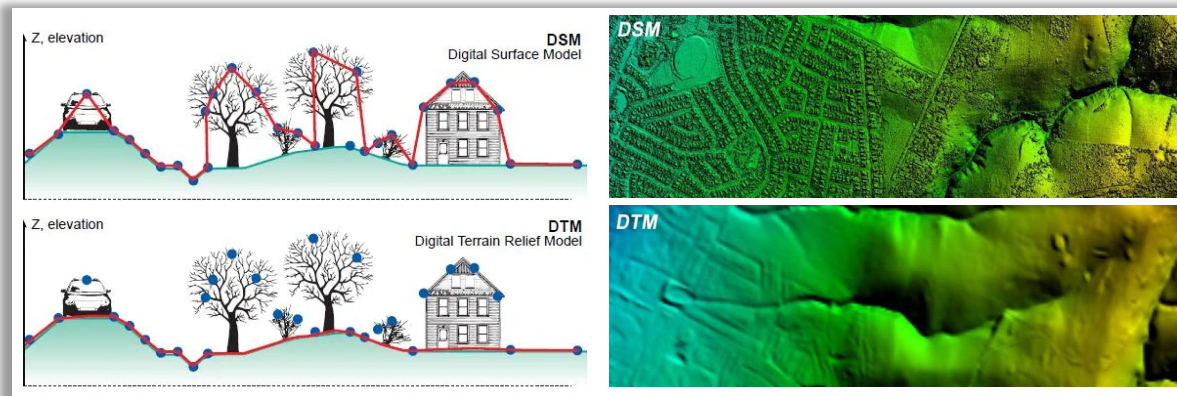 Z, elevation
DSM
Digital Surface Model
DSM
Z, elevation
DTM
Digital Terrain Relief Model
DTM